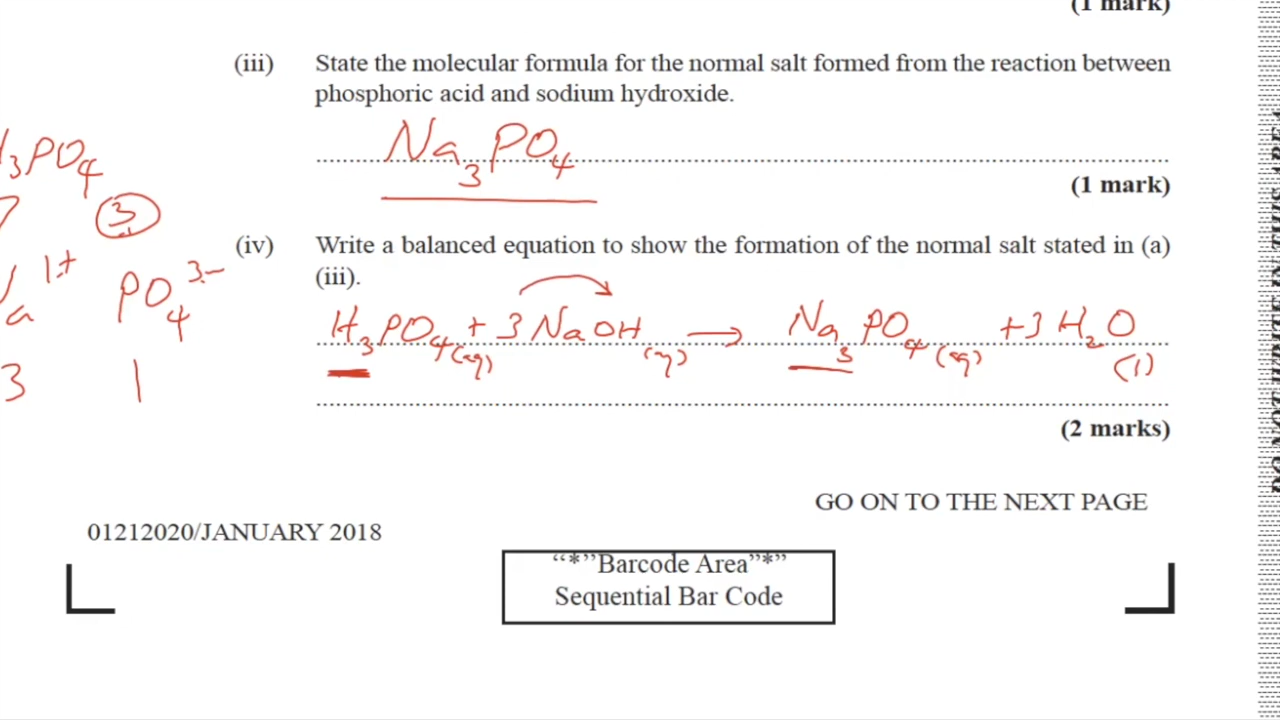 (1 mark)
(iii) State the molecular formula for the normal salt formed from the reaction between
phosphoric acid and sodium hydroxide.
Na₃PO₄
(1 mark)
₃PO₄
3
1+ PO₄³⁻
a
3 1
(iv) Write a balanced equation to show the formation of the normal salt stated in (a)
(iii).
H₃PO₄(aq) + 3NaOH → Na₃PO₄(aq) + 3H₂O(l)
(2 marks)
GO ON TO THE NEXT PAGE
01212020/JANUARY 2018
“*”Barcode Area”*”
Sequential Bar Code